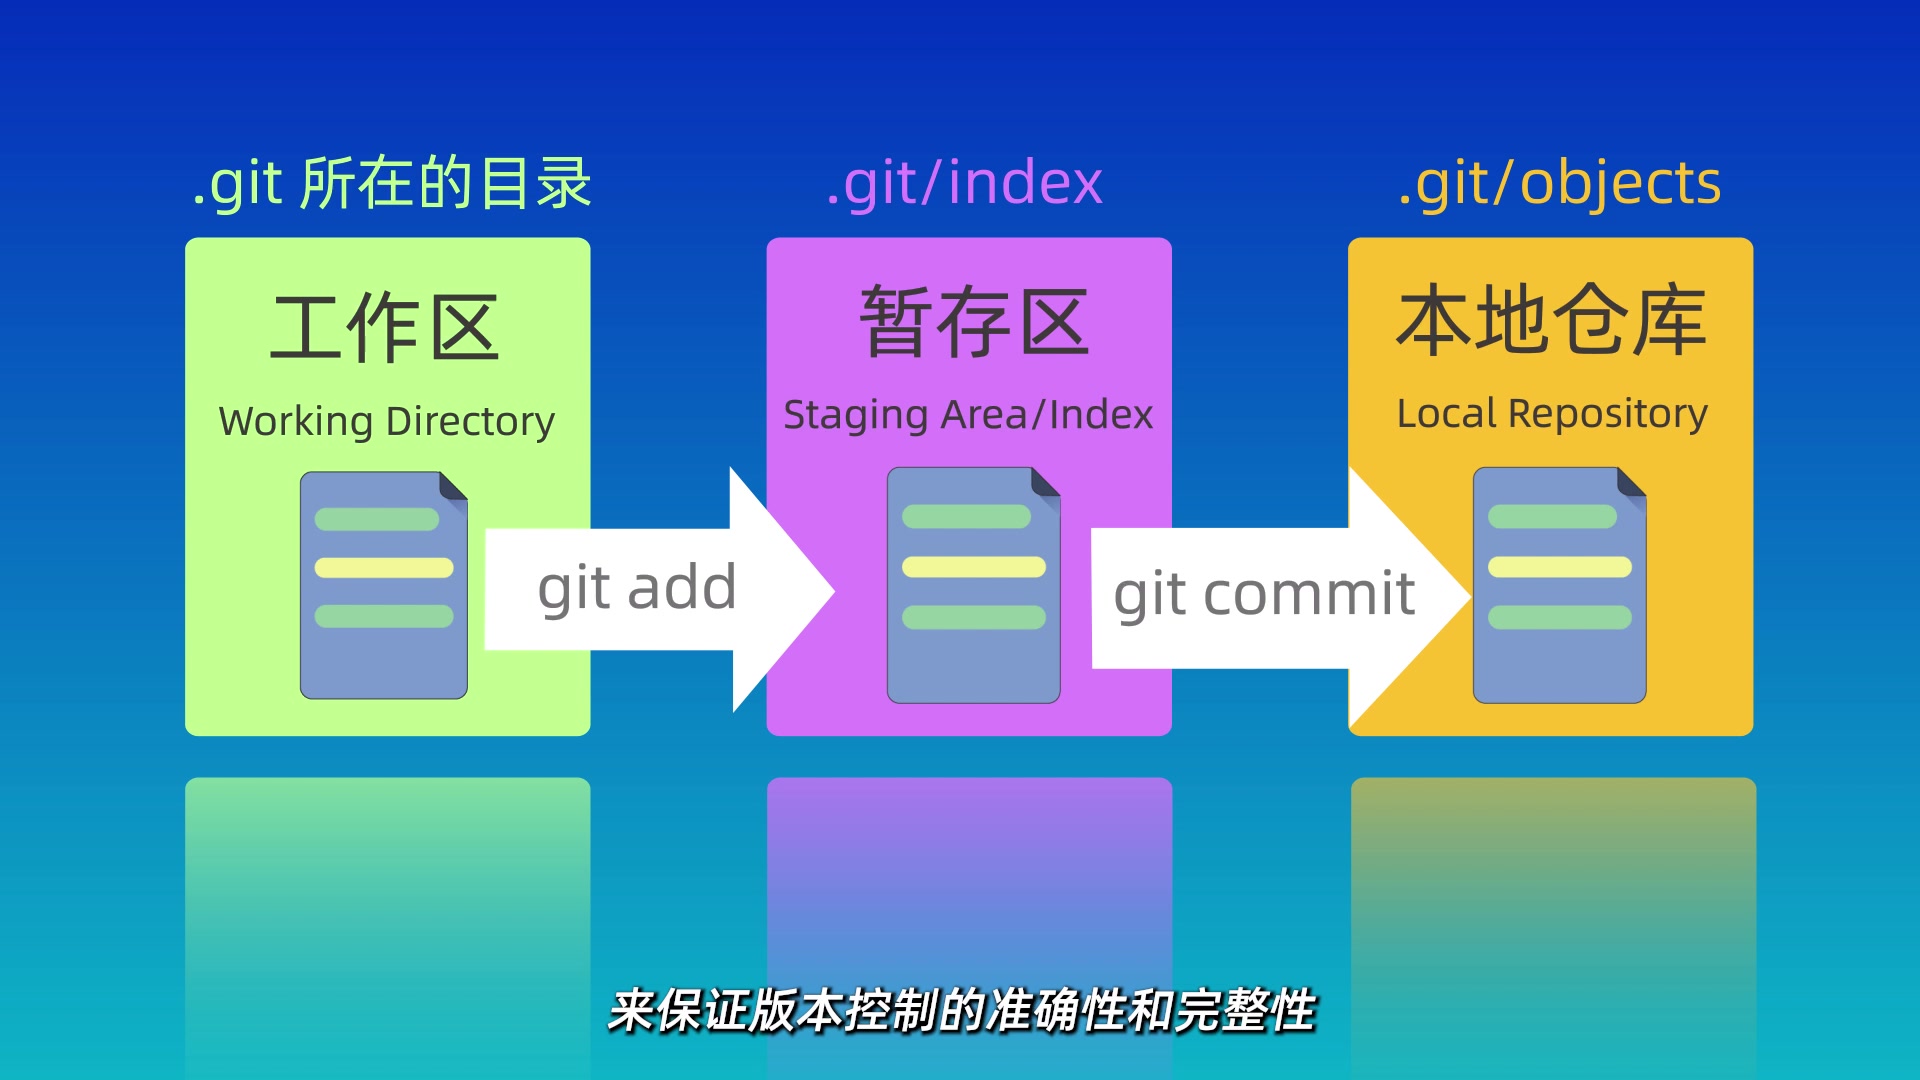 .git 所在的目录
.git/index
.git/objects
工作区
暂存区
本地仓库
Working Directory
Staging Area/Index
Local Repository
git add
git commit
来保证版本控制的准确性和完整性